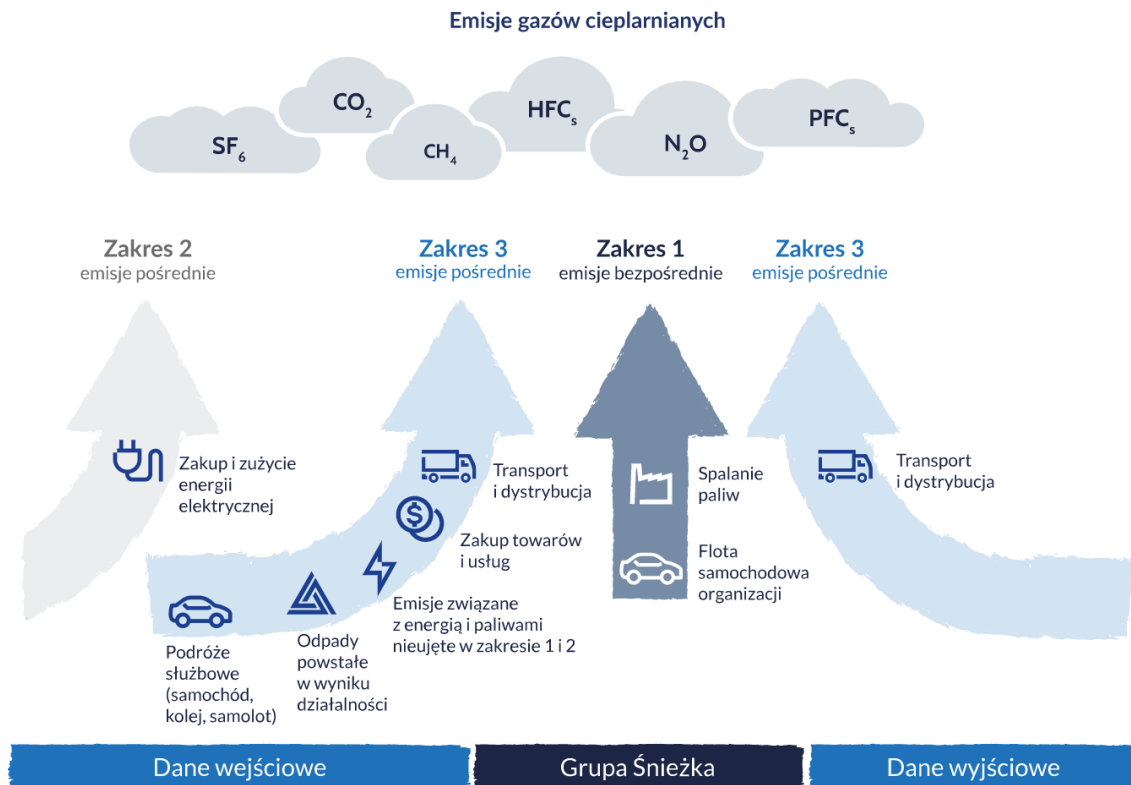 Emisje gazów cieplarnianych
SF₆
CO₂
CH₄
HFCₛ
N₂O
PFCₛ
Zakres 2
emisje pośrednie
Zakres 3
emisje pośrednie
Zakres 1
emisje bezpośrednie
Zakres 3
emisje pośrednie
Zakup i zużycie
energii
elektrycznej
Transport
i dystrybucja
Zakup towarów
i usług
Emisje związane
z energią i paliwami
nieujęte w zakresie 1 i 2
Odpady
powstałe
w wyniku
działalności
Podróże
służbowe
(samochód,
kolej, samolot)
Spalanie
paliw
Flota
samochodowa
organizacji
Transport
i dystrybucja
Dane wejściowe
Grupa Śnieżka
Dane wyjściowe